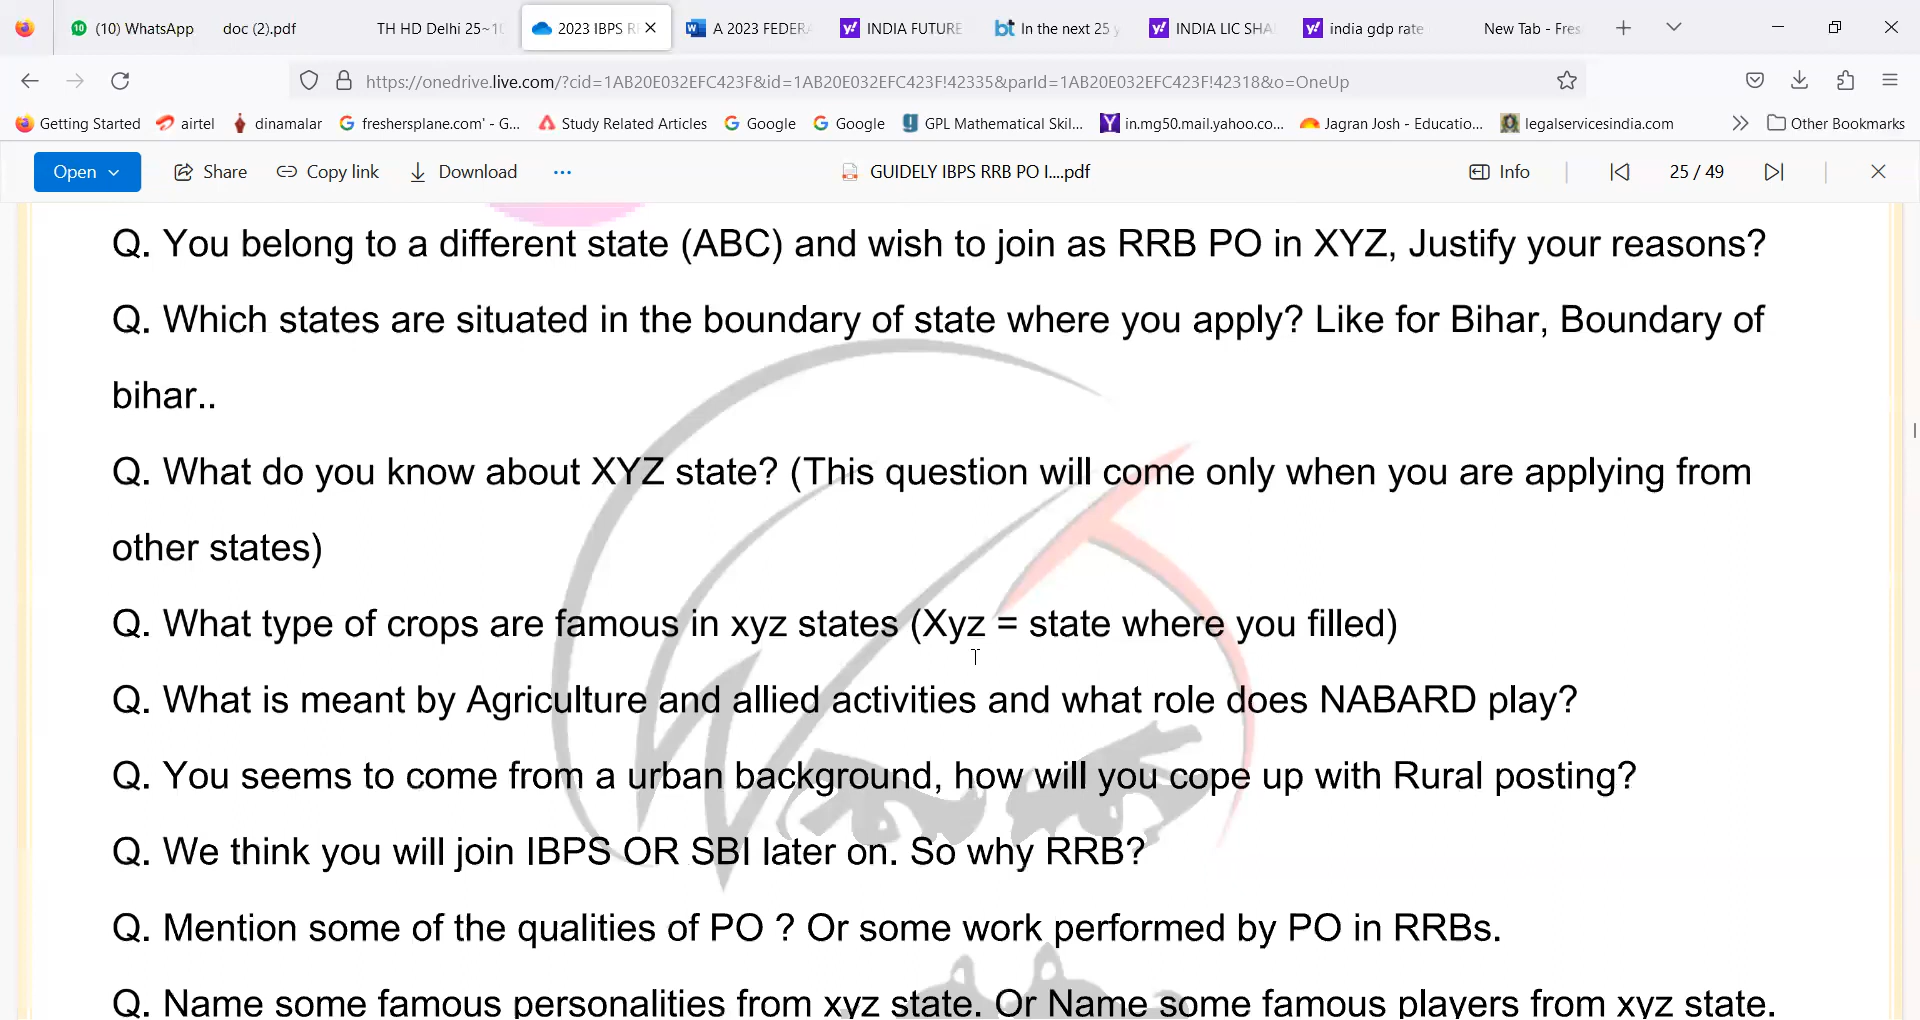 (10) WhatsApp
doc (2).pdf
TH HD Delhi 25~10
2023 IBPS RR
A 2023 FEDERA
INDIA FUTURE
In the next 25 y
INDIA LIC SHA
india gdp rate
New Tab - Fres
https://onedrive.live.com/?cid=1AB20E032EFC423F&id=1AB20E032EFC423F!42335&parId=1AB20E032EFC423F!42318&o=OneUp
Getting Started
airtel
dinamalar
freshersplane.com' - G...
Study Related Articles
Google
Google
GPL Mathematical Skil...
in.mg50.mail.yahoo.co...
Jagran Josh - Educatio...
legalservicesindia.com
Other Bookmarks
Open
Share
Copy link
Download
GUIDELY IBPS RRB PO I....pdf
Info
25 / 49
Q. You belong to a different state (ABC) and wish to join as RRB PO in XYZ, Justify your reasons?
Q. Which states are situated in the boundary of state where you apply? Like for Bihar, Boundary of
bihar..
Q. What do you know about XYZ state? (This question will come only when you are applying from
other states)
Q. What type of crops are famous in xyz states (Xyz = state where you filled)
Q. What is meant by Agriculture and allied activities and what role does NABARD play?
Q. You seems to come from a urban background, how will you cope up with Rural posting?
Q. We think you will join IBPS OR SBI later on. So why RRB?
Q. Mention some of the qualities of PO ? Or some work performed by PO in RRBs.
Q. Name some famous personalities from xyz state. Or Name some famous players from xyz state.